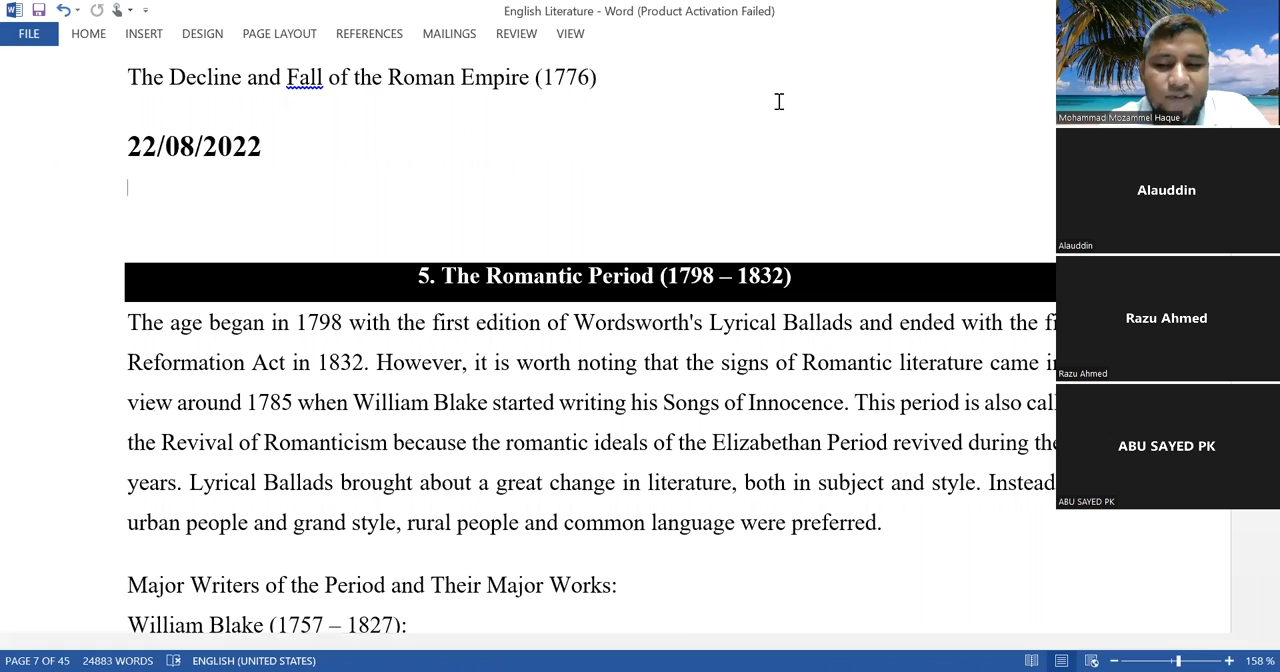 English Literature - Word (Product Activation Failed)
FILE HOME INSERT DESIGN PAGE LAYOUT REFERENCES MAILINGS REVIEW VIEW
The Decline and Fall of the Roman Empire (1776)
22/08/2022
5. The Romantic Period (1798 – 1832)
The age began in 1798 with the first edition of Wordsworth's Lyrical Ballads and ended with the
Reformation Act in 1832. However, it is worth noting that the signs of Romantic literature came
view around 1785 when William Blake started writing his Songs of Innocence. This period is also
the Revival of Romanticism because the romantic ideals of the Elizabethan Period revived during
years. Lyrical Ballads brought about a great change in literature, both in subject and style. Instead
urban people and grand style, rural people and common language were preferred.
Major Writers of the Period and Their Major Works:
William Blake (1757 – 1827):
Mohammad Mozammel Haque
Alauddin
Alauddin
Razu Ahmed
Razu Ahmed
ABU SAYED PK
ABU SAYED PK
PAGE 7 OF 45 24883 WORDS ENGLISH (UNITED STATES) 158 %